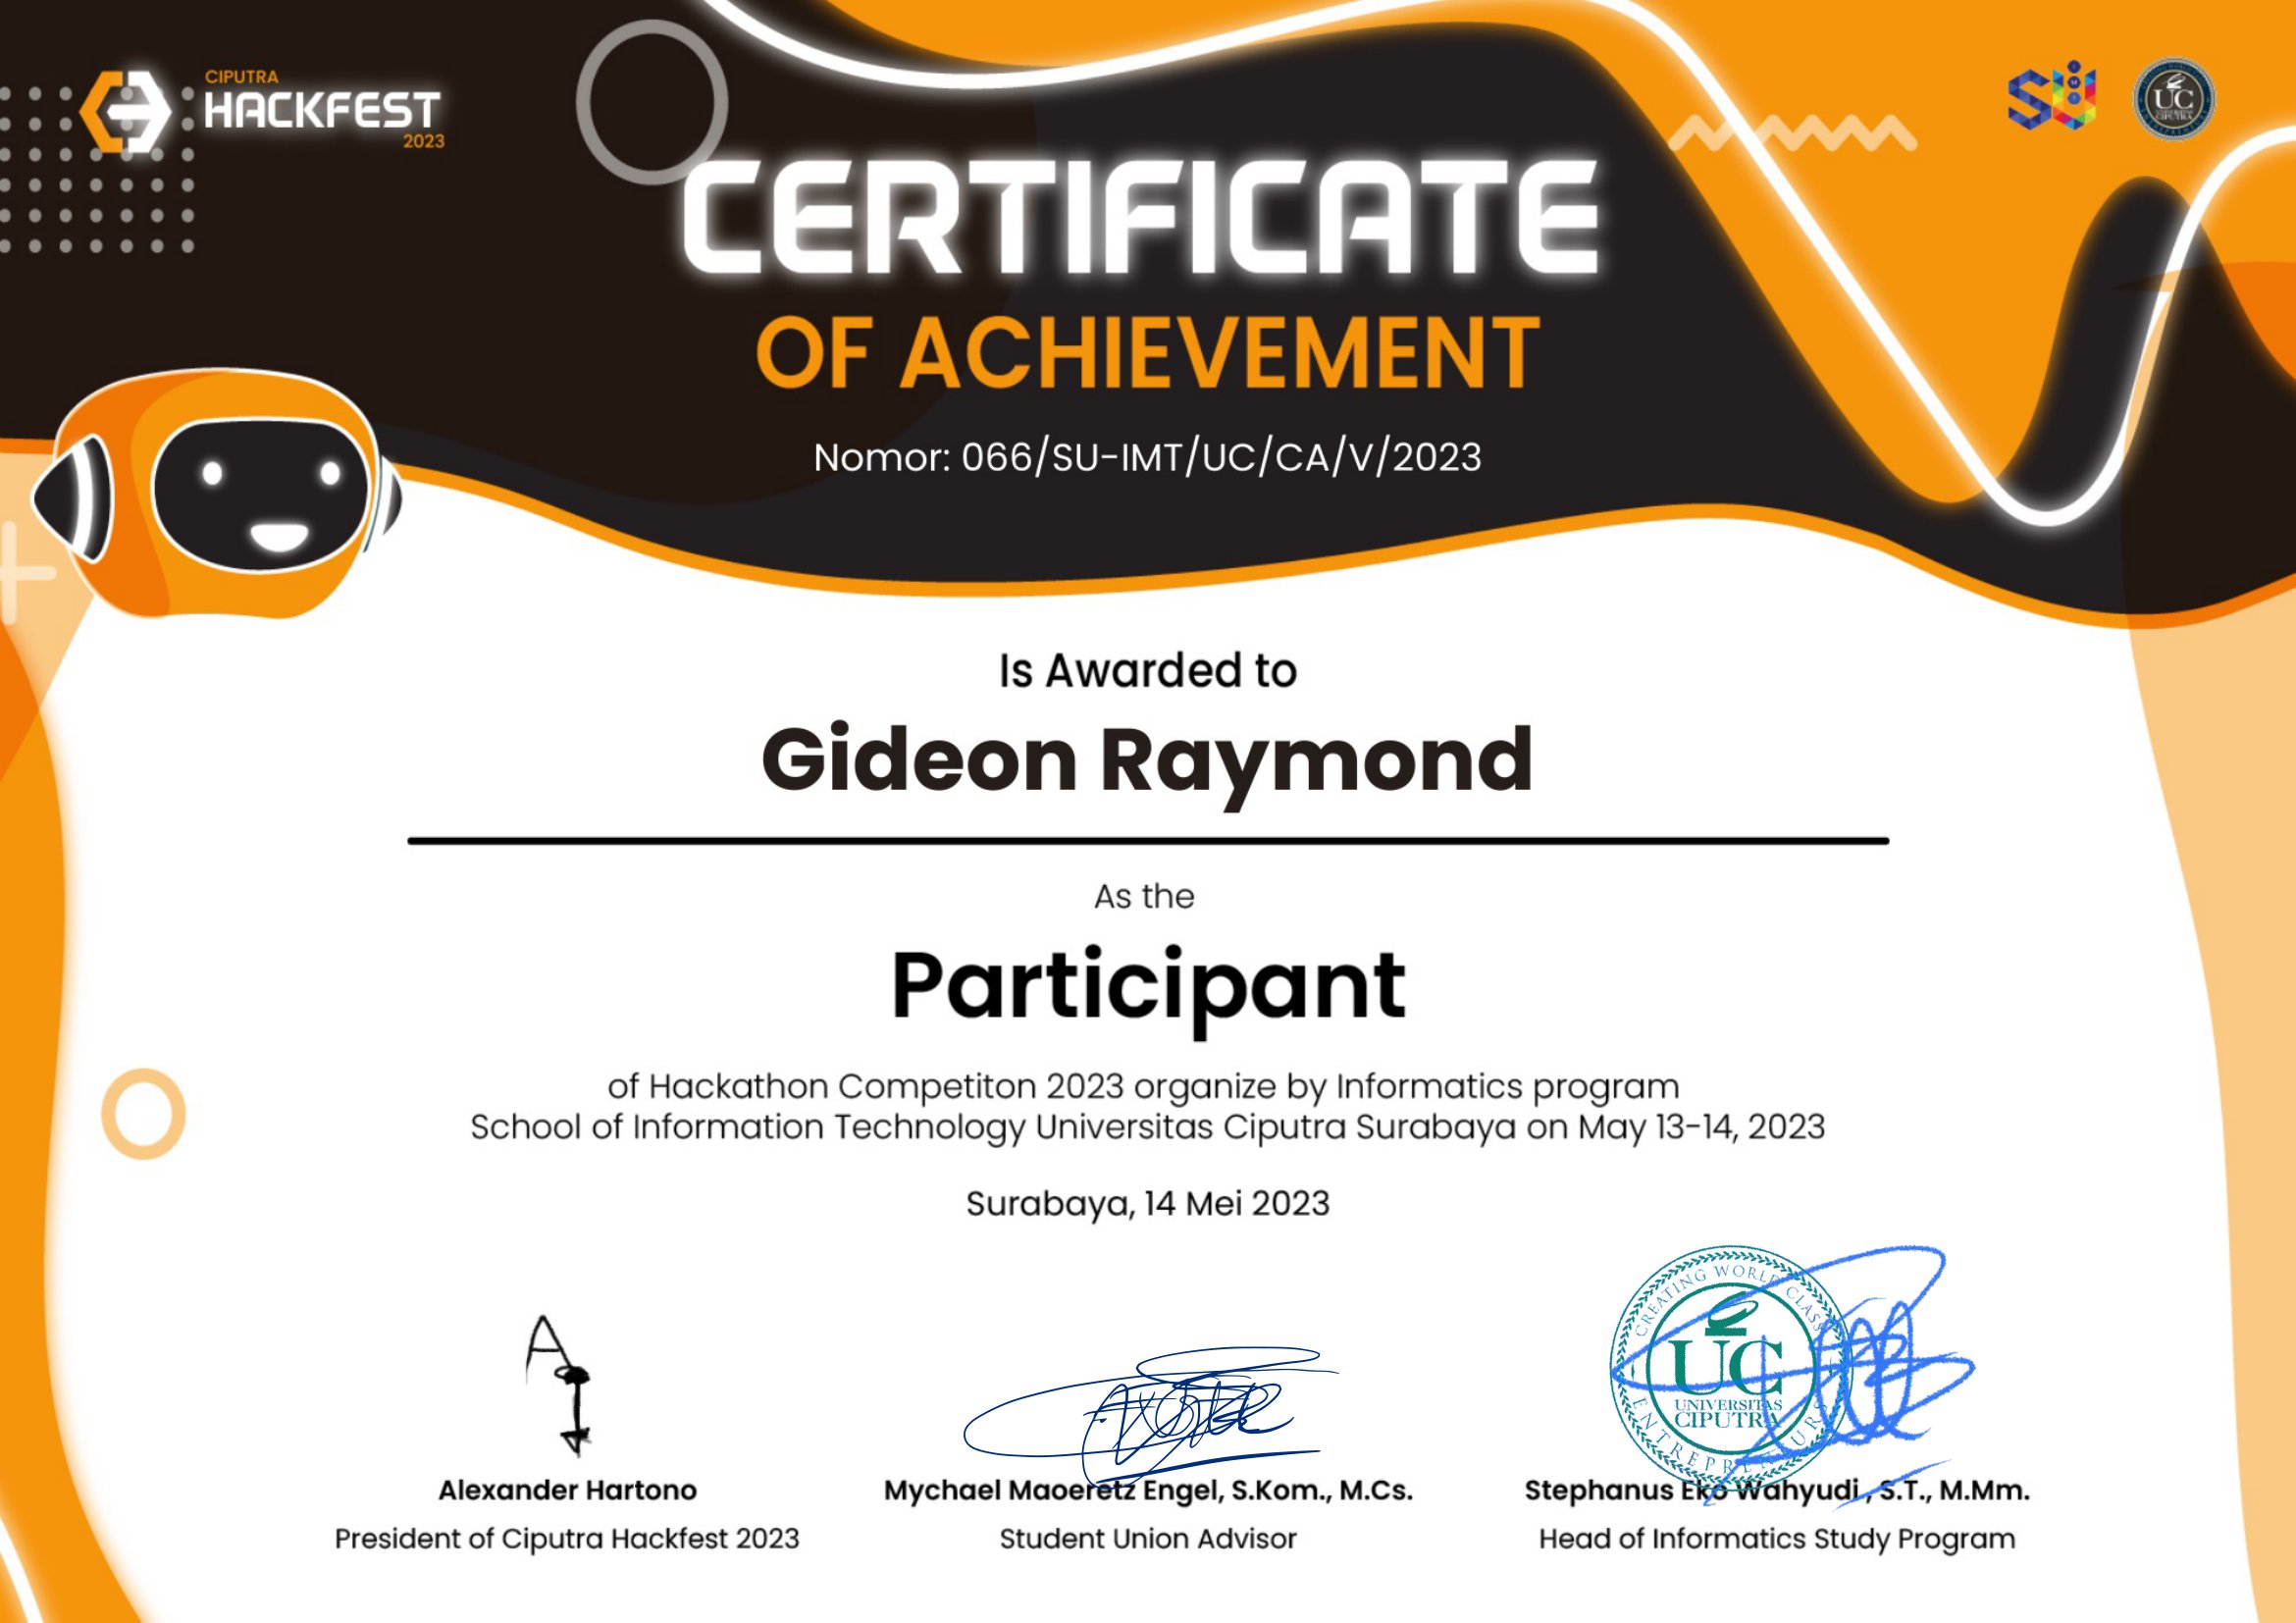 CIPUTRA
HACKFEST
2023
SU
UC
CERTIFICATE
OF ACHIEVEMENT
Nomor: 066/SU-IMT/UC/CA/V/2023
Is Awarded to
Gideon Raymond
As the
Participant
of Hackathon Competiton 2023 organize by Informatics program
School of Information Technology Universitas Ciputra Surabaya on May 13-14, 2023
Surabaya, 14 Mei 2023
CREATING WORLD CLASS
UC
UNIVERSITAS
CIPUTRA
ENTREPRENEURS
Alexander Hartono
Mychael Maoeretz Engel, S.Kom., M.Cs.
Stephanus Eko Wahyudi, S.T., M.Mm.
President of Ciputra Hackfest 2023
Student Union Advisor
Head of Informatics Study Program